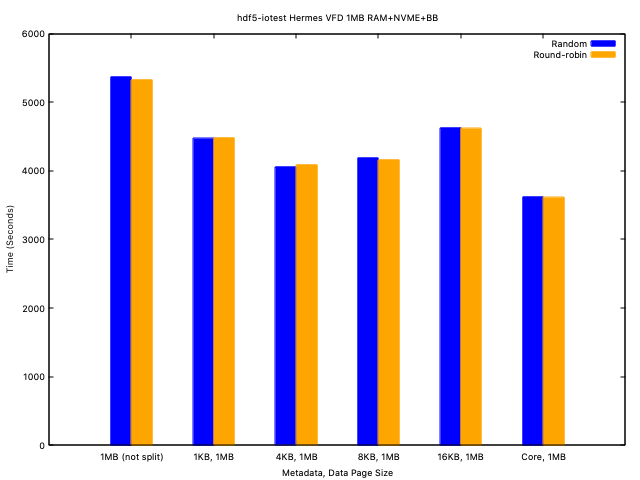 hdf5-iotest Hermes VFD 1MB RAM+NVME+BB
Random
Round-robin
6000
5000
4000
3000
2000
1000
0
Time (Seconds)
1MB (not split) 1KB, 1MB 4KB, 1MB 8KB, 1MB 16KB, 1MB Core, 1MB
Metadata, Data Page Size